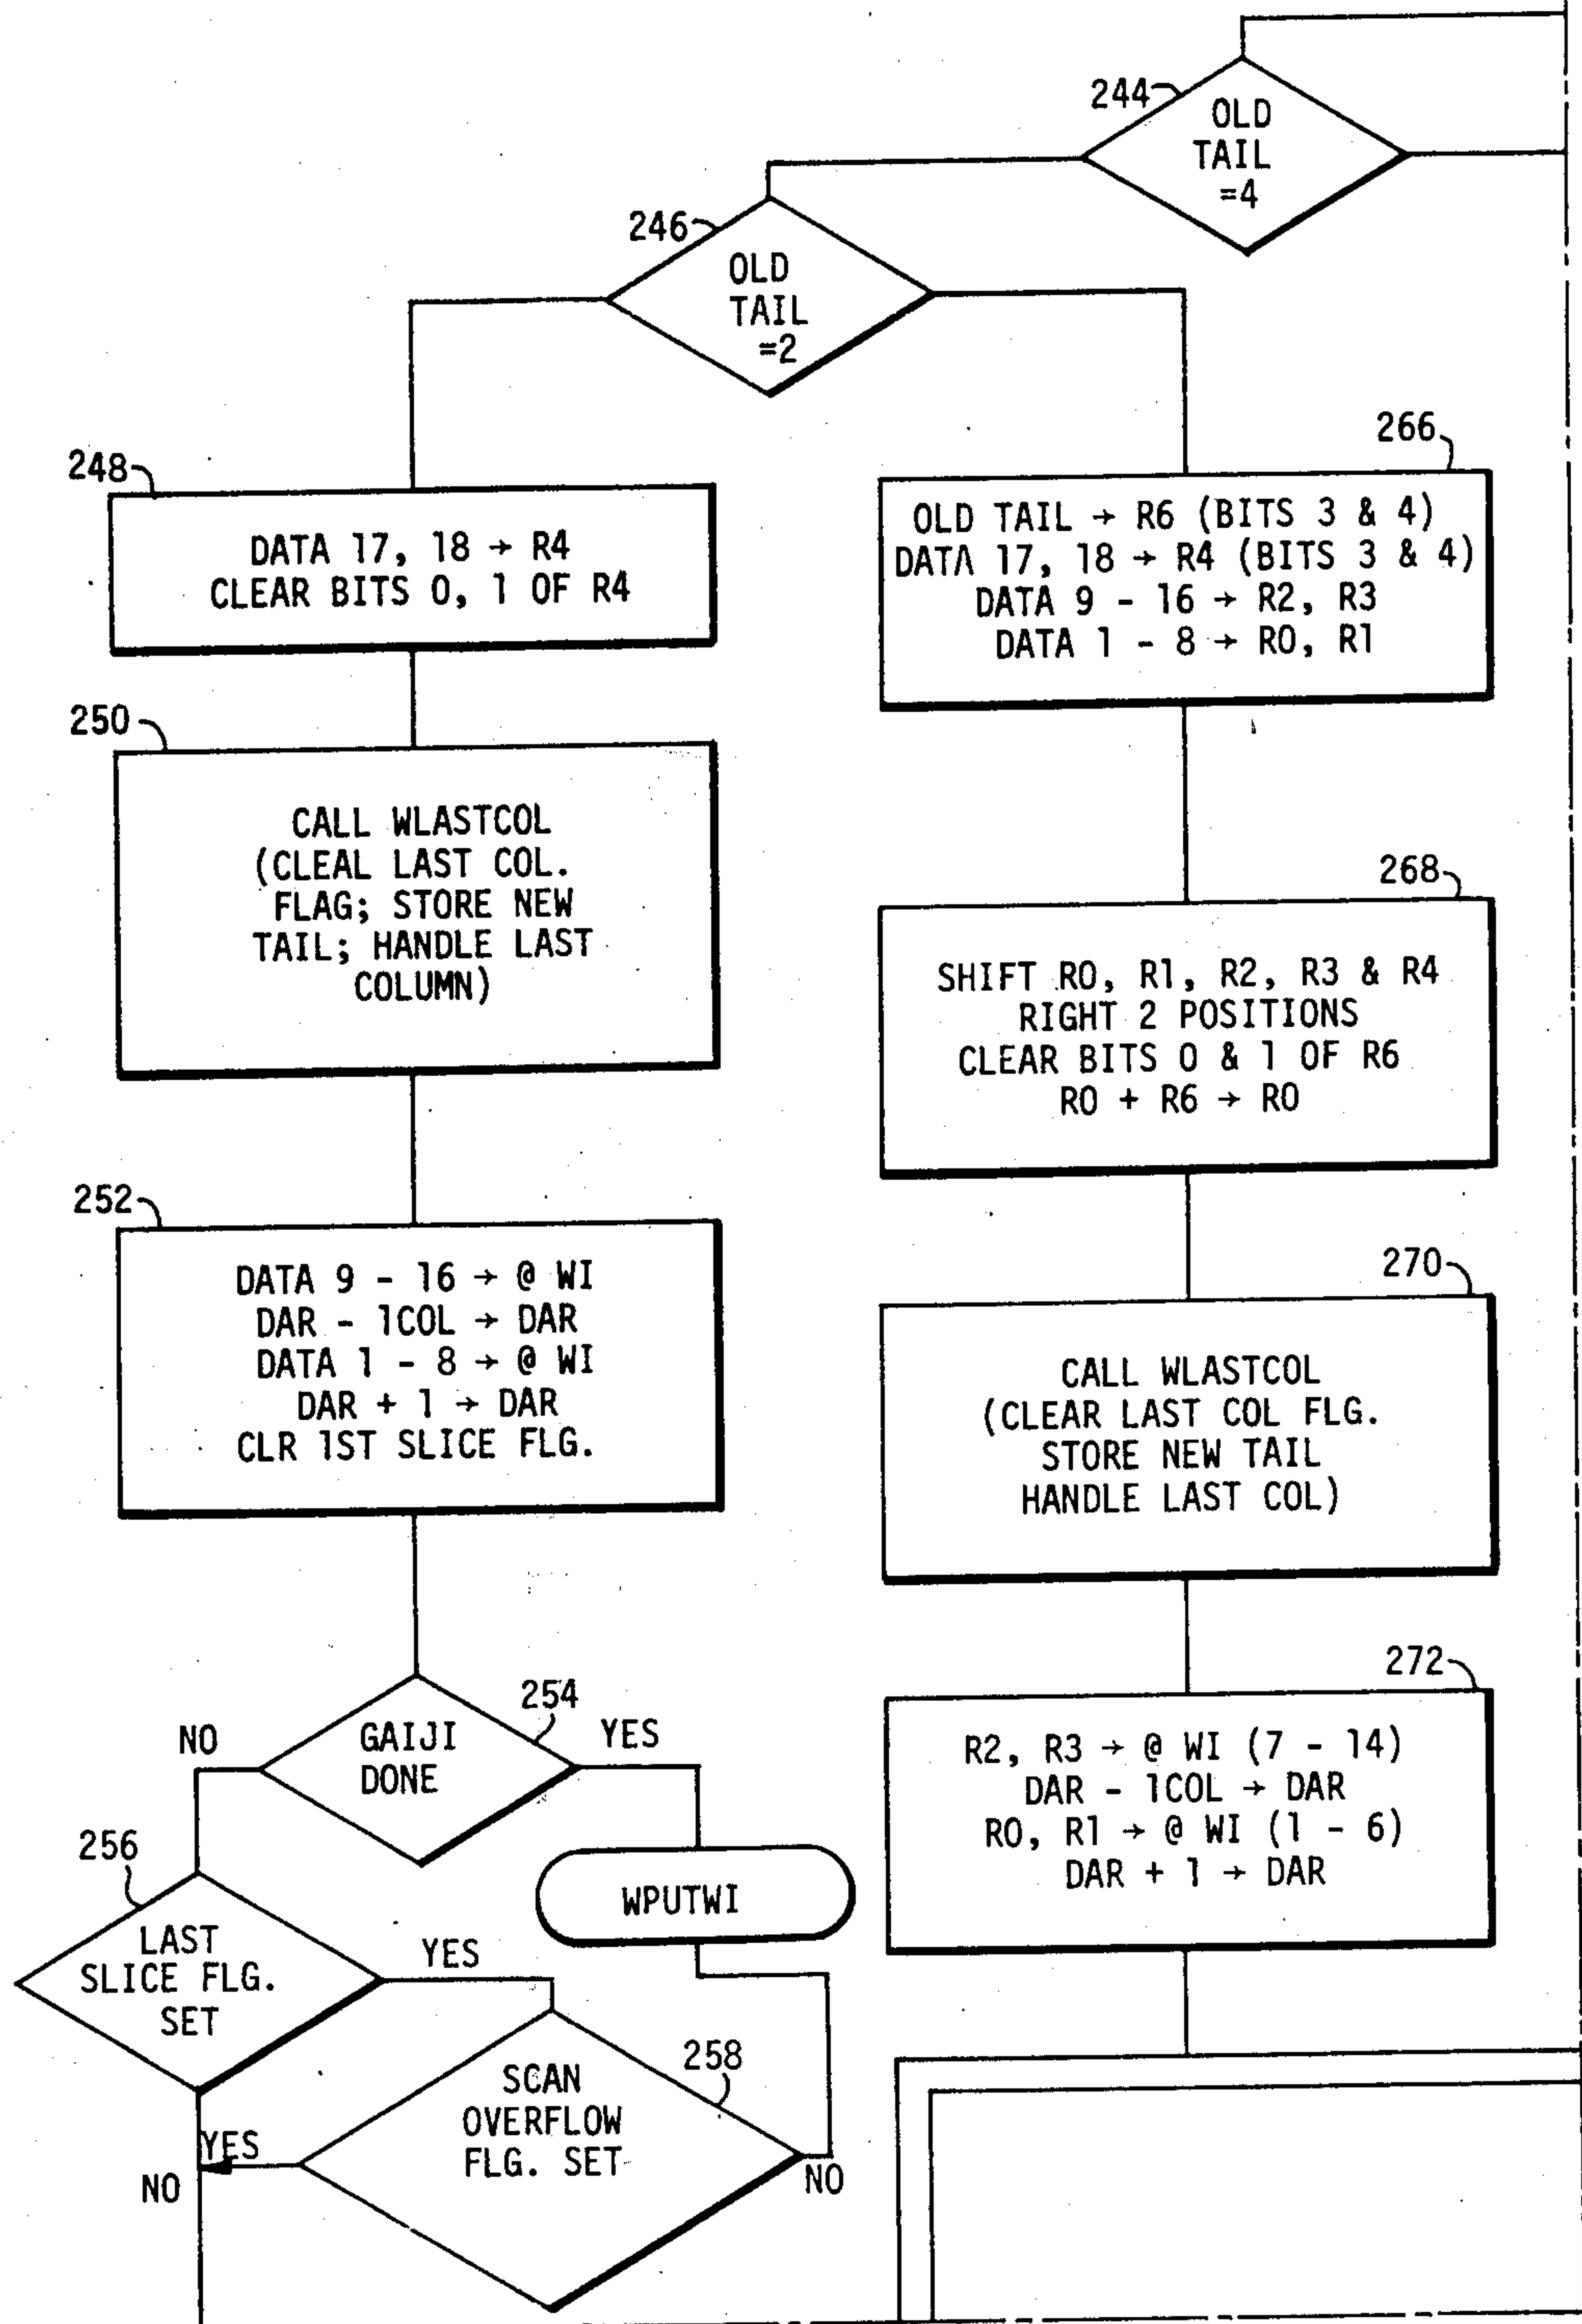 244
OLD
TAIL
=4
246
OLD
TAIL
=2
248
DATA 17, 18 → R4
CLEAR BITS 0, 1 OF R4
250
CALL WLASTCOL
(CLEAL LAST COL.
FLAG; STORE NEW
TAIL; HANDLE LAST
COLUMN)
252
DATA 9 - 16 → @ WI
DAR - 1COL → DAR
DATA 1 - 8 → @ WI
DAR + 1 → DAR
CLR 1ST SLICE FLG.
254
NO
GAIJI
DONE
YES
256
LAST
SLICE FLG.
SET
YES
WPUTWI
258
SCAN
OVERFLOW
FLG. SET
YES
NO
NO
266
OLD TAIL → R6 (BITS 3 & 4)
DATA 17, 18 → R4 (BITS 3 & 4)
DATA 9 - 16 → R2, R3
DATA 1 - 8 → R0, R1
268
SHIFT R0, R1, R2, R3 & R4
RIGHT 2 POSITIONS
CLEAR BITS 0 & 1 OF R6
R0 + R6 → R0
270
CALL WLASTCOL
(CLEAR LAST COL FLG.
STORE NEW TAIL
HANDLE LAST COL)
272
R2, R3 → @ WI (7 - 14)
DAR - 1COL → DAR
R0, R1 → @ WI (1 - 6)
DAR + 1 → DAR